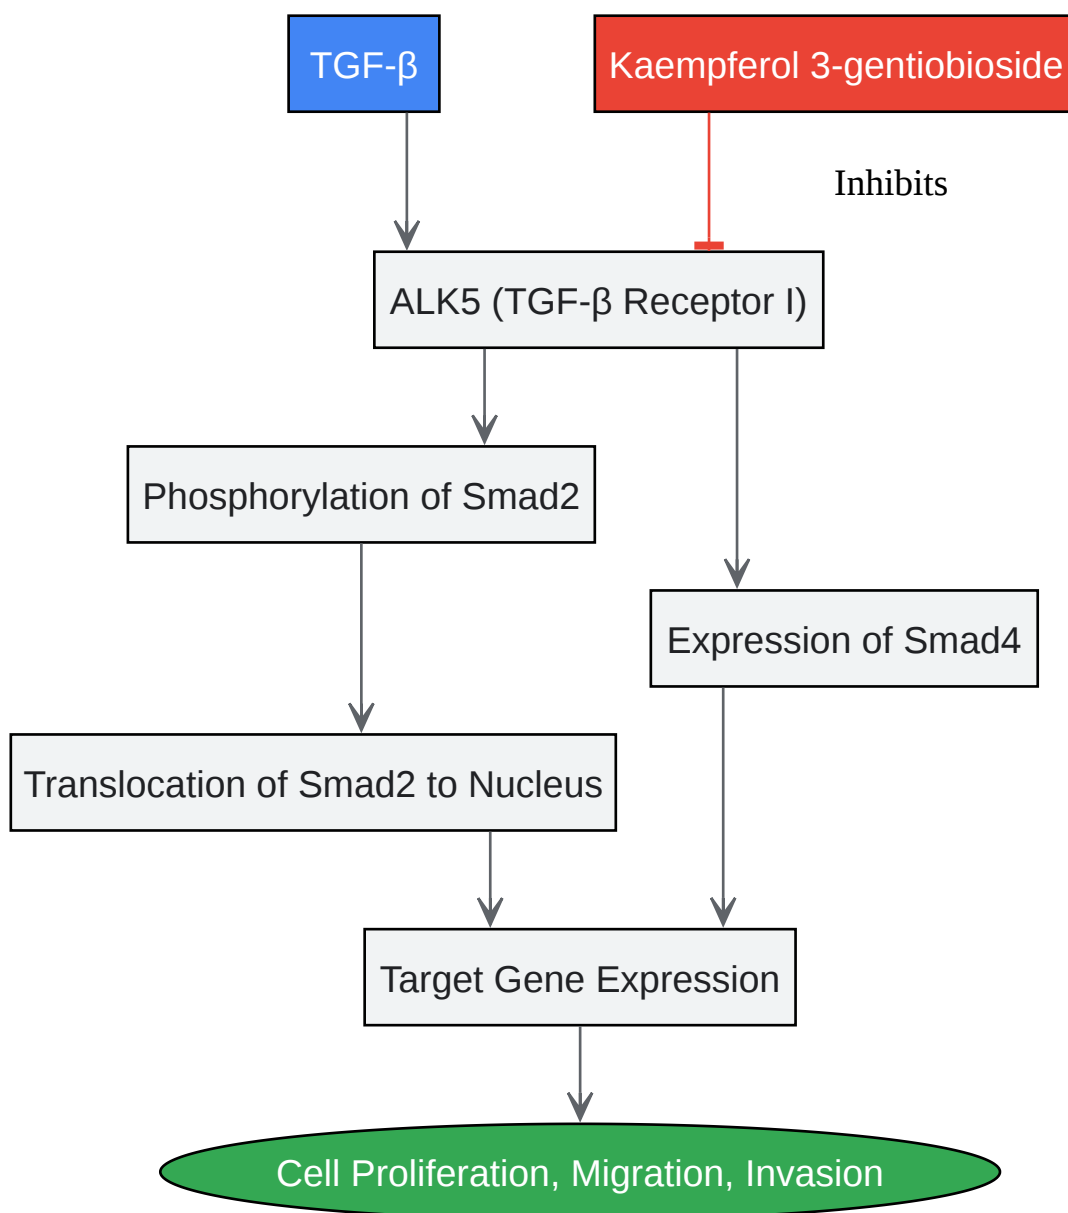 TGF-β
Kaempferol 3-gentiobioside
Inhibits
ALK5 (TGF-β Receptor I)
Phosphorylation of Smad2
Expression of Smad4
Translocation of Smad2 to Nucleus
Target Gene Expression
Cell Proliferation, Migration, Invasion